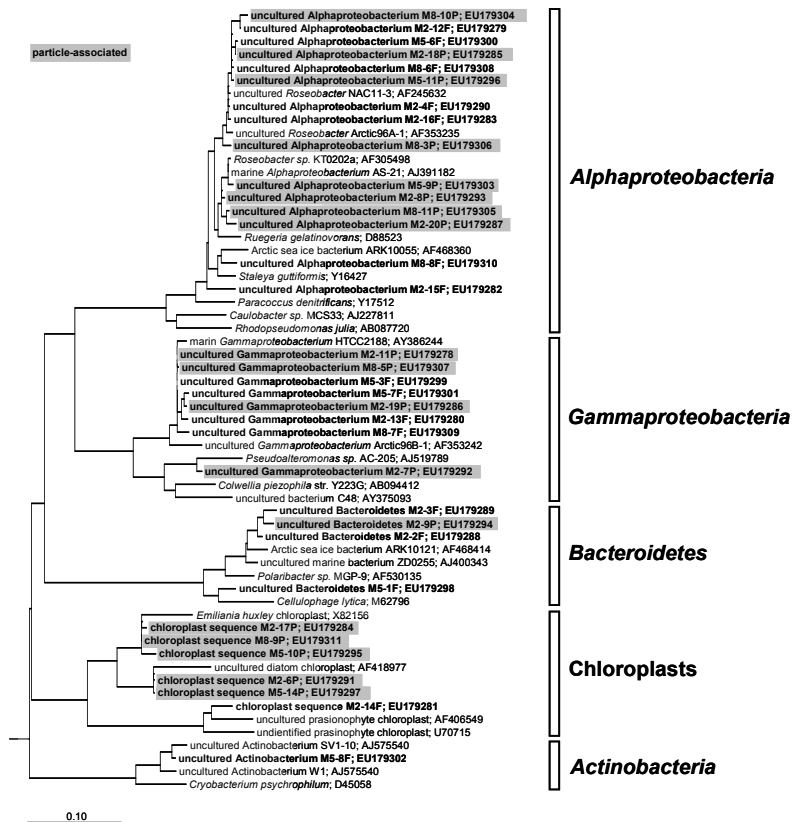 uncultured Alphaproteobacterium M8-10P; EU179304
uncultured Alphaproteobacterium M2-12F; EU179279
uncultured Alphaproteobacterium M5-6F; EU179300
particle-associated
uncultured Alphaproteobacterium M2-18P; EU179285
uncultured Alphaproteobacterium M8-6F; EU179308
uncultured Alphaproteobacterium M5-11P; EU179296
uncultured Roseobacter NAC11-3; AF245632
uncultured Alphaproteobacterium M2-4F; EU179290
uncultured Alphaproteobacterium M2-16F; EU179283
uncultured Roseobacter Arctic96A-1; AF353235
uncultured Alphaproteobacterium M8-3P; EU179306
Roseobacter sp. KT0202a; AF305498
marine Alphaproteobacterium AS-21; AJ391182
Alphaproteobacteria
uncultured Alphaproteobacterium M5-9P; EU179303
uncultured Alphaproteobacterium M2-8P; EU179293
uncultured Alphaproteobacterium M8-11P; EU179305
uncultured Alphaproteobacterium M2-20P; EU179287
Ruegeria gelatinovorans; D88523
Arctic sea ice bacterium ARK10055; AF468360
uncultured Alphaproteobacterium M8-8F; EU179310
Staleya guttiformis; Y16427
uncultured Alphaproteobacterium M2-15F; EU179282
Paracoccus denitrificans; Y17512
Caulobacter sp. MCS33; AJ227811
Rhodopseudomonas julia; AB087720
marin Gammaproteobacterium HTCC2188; AY386244
uncultured Gammaproteobacterium M2-11P; EU179278
uncultured Gammaproteobacterium M8-5P; EU179307
uncultured Gammaproteobacterium M5-3F; EU179299
uncultured Gammaproteobacterium M5-7F; EU179301
uncultured Gammaproteobacterium M2-19P; EU179286
Gammaproteobacteria
uncultured Gammaproteobacterium M2-13F; EU179280
uncultured Gammaproteobacterium M8-7F; EU179309
uncultured Gammaproteobacterium Arctic96B-1; AF353242
Pseudoalteromonas sp. AC-205; AJ519789
uncultured Gammaproteobacterium M2-7P; EU179292
Colwellia piezophila str. Y223G; AB094412
uncultured bacterium C48; AY375093
uncultured Bacteroidetes M2-3F; EU179289
uncultured Bacteroidetes M2-9P; EU179294
uncultured Bacteroidetes M2-2F; EU179288
Arctic sea ice bacterium ARK10121; AF468414
Bacteroidetes
uncultured marine bacterium ZD0255; AJ400343
Polaribacter sp. MGP-9; AF530135
uncultured Bacteroidetes M5-1F; EU179298
Cellulophage lytica; M62796
Emiliania huxley chloroplast; X82156
chloroplast sequence M2-17P; EU179284
chloroplast sequence M8-9P; EU179311
chloroplast sequence M5-10P; EU179295
uncultured diatom chloroplast; AF418977
Chloroplasts
chloroplast sequence M2-6P; EU179291
chloroplast sequence M5-14P; EU179297
chloroplast sequence M2-14F; EU179281
uncultured prasionophyte chloroplast; AF406549
undientified prasinophyte chloroplast; U70715
uncultured Actinobacterium SV1-10; AJ575540
uncultured Actinobacterium M5-8F; EU179302
Actinobacteria
uncultured Actinobacterium W1; AJ575540
Cryobacterium psychrophilum; D45058
0.10